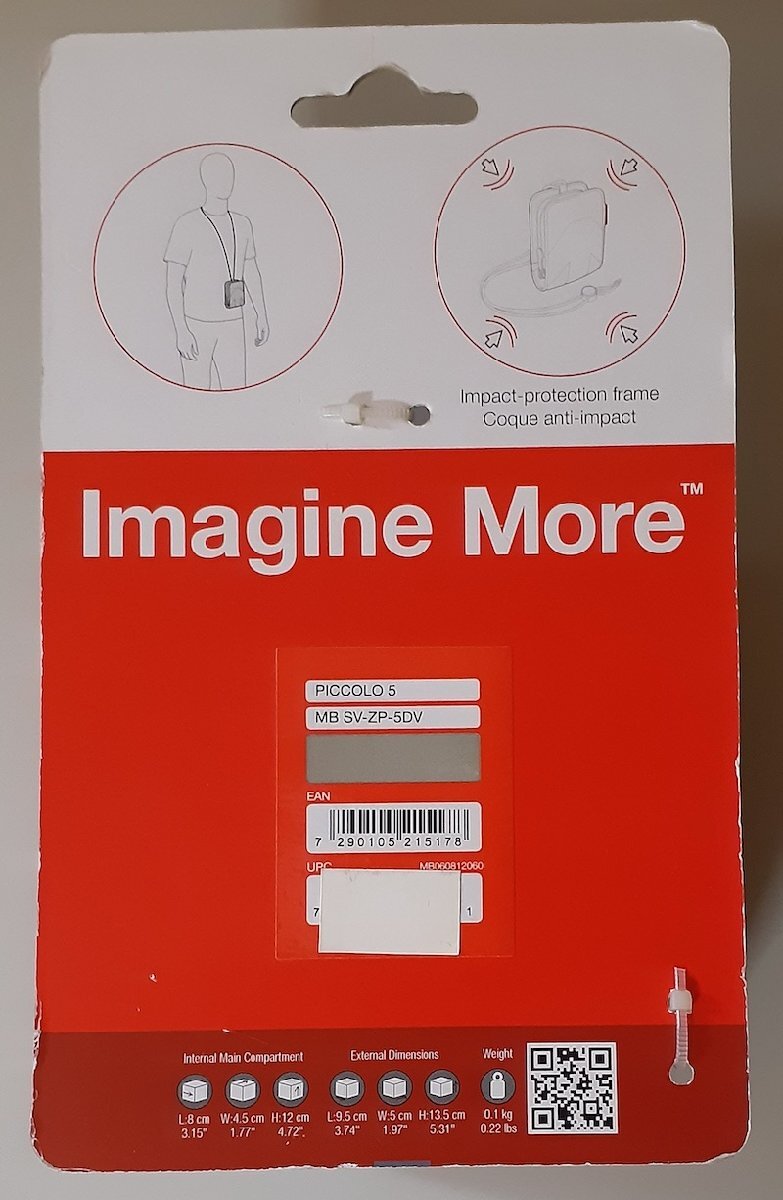 Impact-protection frame
Coque anti-impact
Imagine More™
PICCOLO 5
MB SV-ZP-5DV
EAN
7 290105 215178
UPC MB060812060
7 1
Internal Main Compartment External Dimensions Weight
L:8 cm W:4.5 cm H:12 cm L:9.5 cm W:5 cm H:13.5 cm 0.1 kg
3.15" 1.77" 4.72" 3.74" 1.97" 5.31" 0.22 lbs